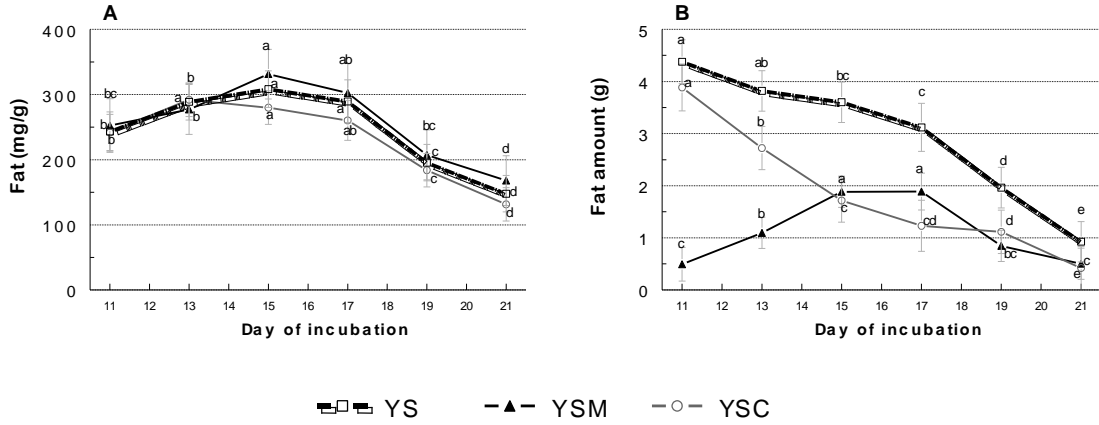 A
Fat (mg/g)
400
300
200
100
0
bc
b
b
b
a
b
a
a
a
ab
a
ab
bc
c
c
d
d
d
11 12 13 14 15 16 17 18 19 20 21
Day of incubation
B
Fat amount (g)
5
4
3
2
1
0
a
a
c
ab
b
b
bc
a
c
c
a
cd
d
d
bc
e
c
e
11 12 13 14 15 16 17 18 19 20 21
Day of incubation
YS YSM YSC